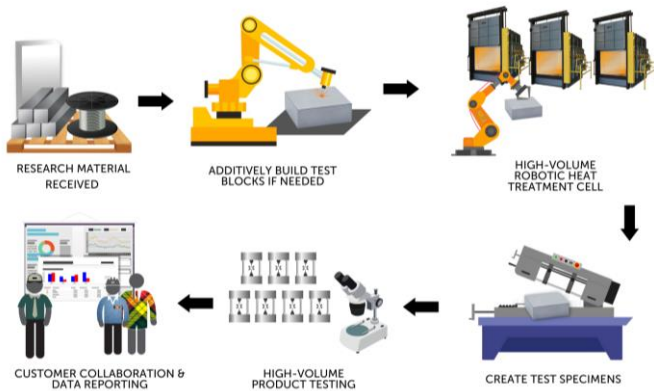 RESEARCH MATERIAL
RECEIVED
ADDITIVELY BUILD TEST
BLOCKS IF NEEDED
HIGH-VOLUME
ROBOTIC HEAT
TREATMENT CELL
CREATE TEST SPECIMENS
HIGH-VOLUME
PRODUCT TESTING
CUSTOMER COLLABORATION &
DATA REPORTING